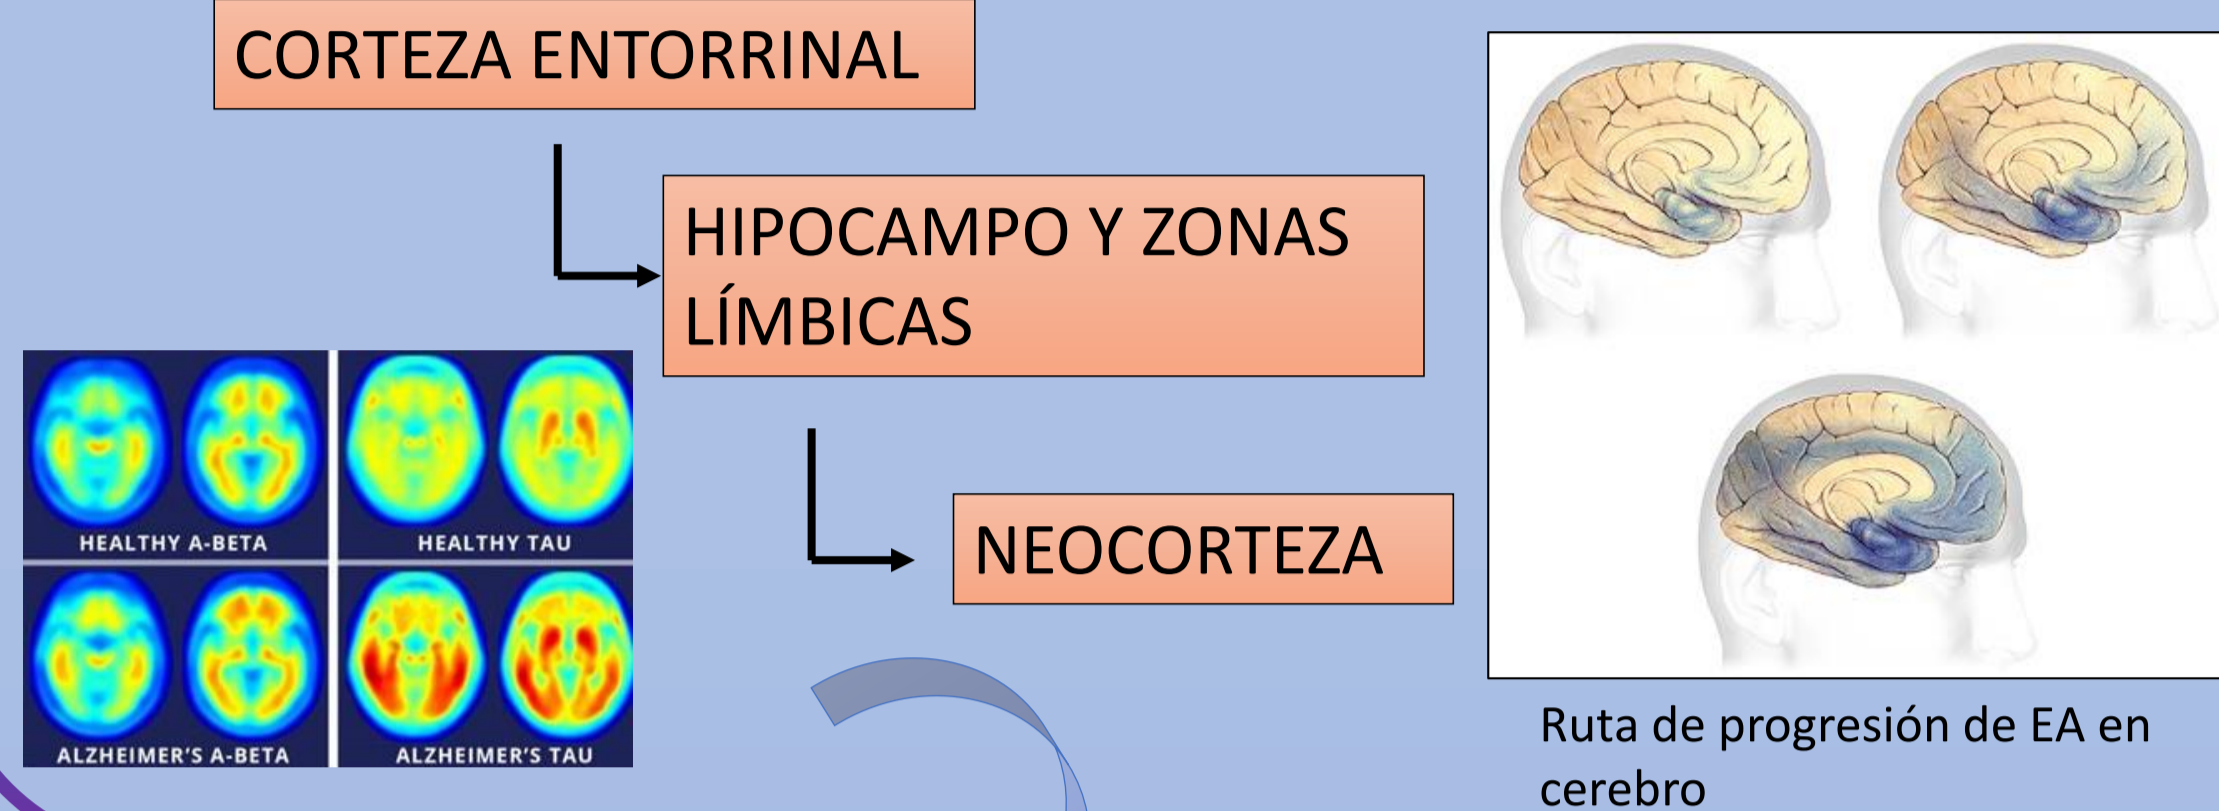 CORTEZA ENTORRINAL
HIPOCAMPO Y ZONAS
LÍMBICAS
NEOCORTEZA
HEALTHY A-BETA
HEALTHY TAU
ALZHEIMER'S A-BETA
ALZHEIMER'S TAU
Ruta de progresión de EA en
cerebro